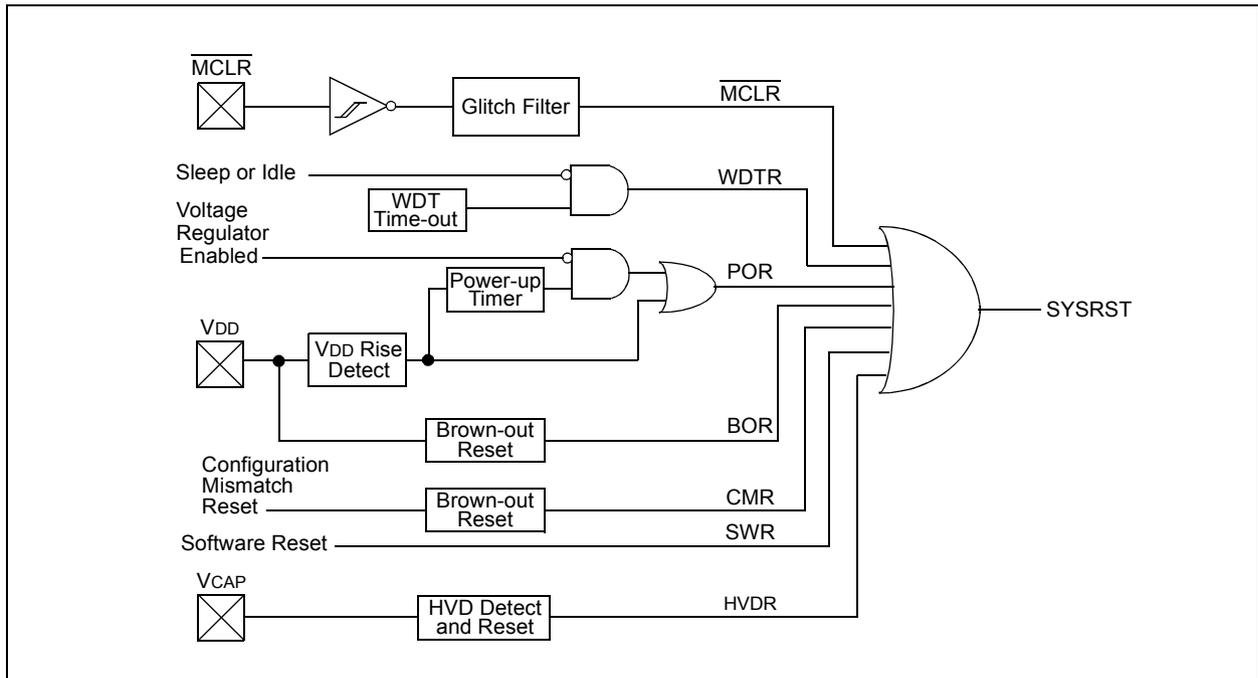 MCLR
Glitch Filter
MCLR
Sleep or Idle
WDT
Time-out
WDTR
Voltage
Regulator
Enabled
Power-up
Timer
POR
SYSRST
VDD
VDD Rise
Detect
Brown-out
Reset
BOR
Configuration
Mismatch
Reset
Brown-out
Reset
CMR
Software Reset
SWR
VCAP
HVD Detect
and Reset
HVDR